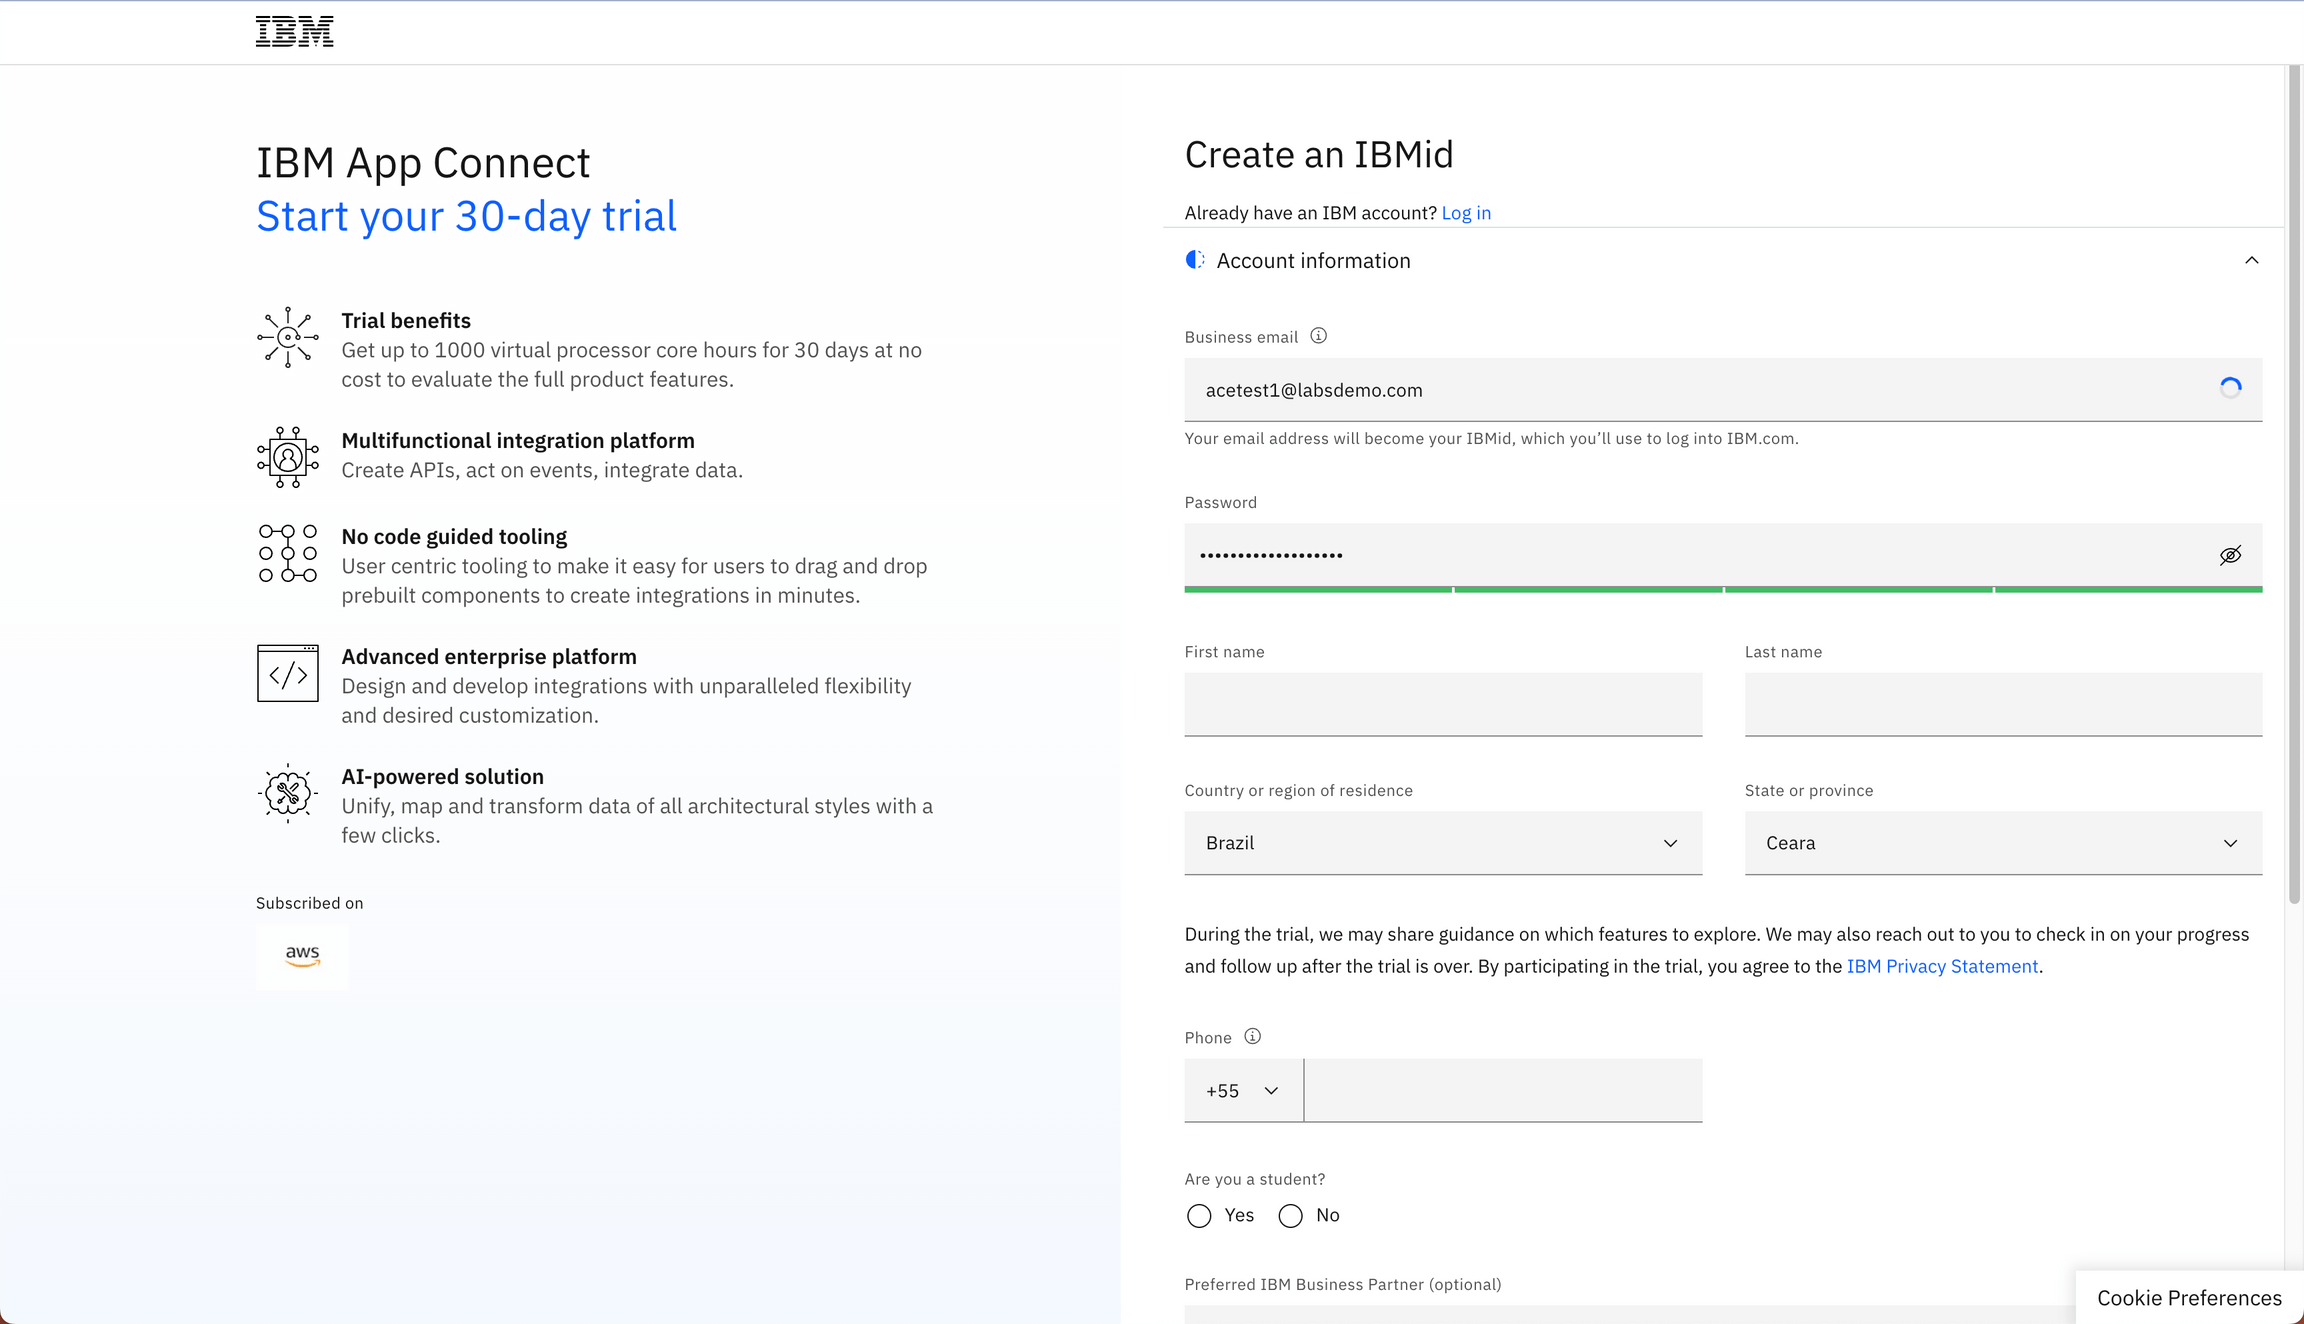 IBM
IBM App Connect
Start your 30-day trial
Trial benefits
Get up to 1000 virtual processor core hours for 30 days at no
cost to evaluate the full product features.
Multifunctional integration platform
Create APIs, act on events, integrate data.
No code guided tooling
User centric tooling to make it easy for users to drag and drop
prebuilt components to create integrations in minutes.
Advanced enterprise platform
Design and develop integrations with unparalleled flexibility
and desired customization.
AI-powered solution
Unify, map and transform data of all architectural styles with a
few clicks.
Subscribed on
aws
Create an IBMid
Already have an IBM account? Log in
Account information
Business email
acetest1@labsdemo.com
Your email address will become your IBMid, which you’ll use to log into IBM.com.
Password
•••••••••••••••••••
First name
Last name
Country or region of residence
State or province
Brazil
Ceara
During the trial, we may share guidance on which features to explore. We may also reach out to you to check in on your progress
and follow up after the trial is over. By participating in the trial, you agree to the IBM Privacy Statement.
Phone
+55
Are you a student?
Yes No
Preferred IBM Business Partner (optional)
Cookie Preferences